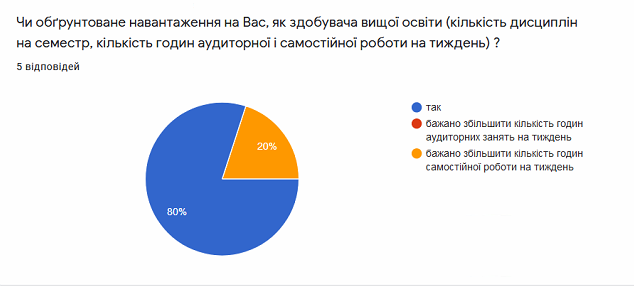 Чи обґрунтоване навантаження на Вас, як здобувача вищої освіти (кількість дисциплін
на семестр, кількість годин аудиторної і самостійної роботи на тиждень) ?
5 відповідей
так
бажано збільшити кількість годин
аудиторних занять на тиждень
бажано збільшити кількість годин
самостійної роботи на тиждень
20%
80%